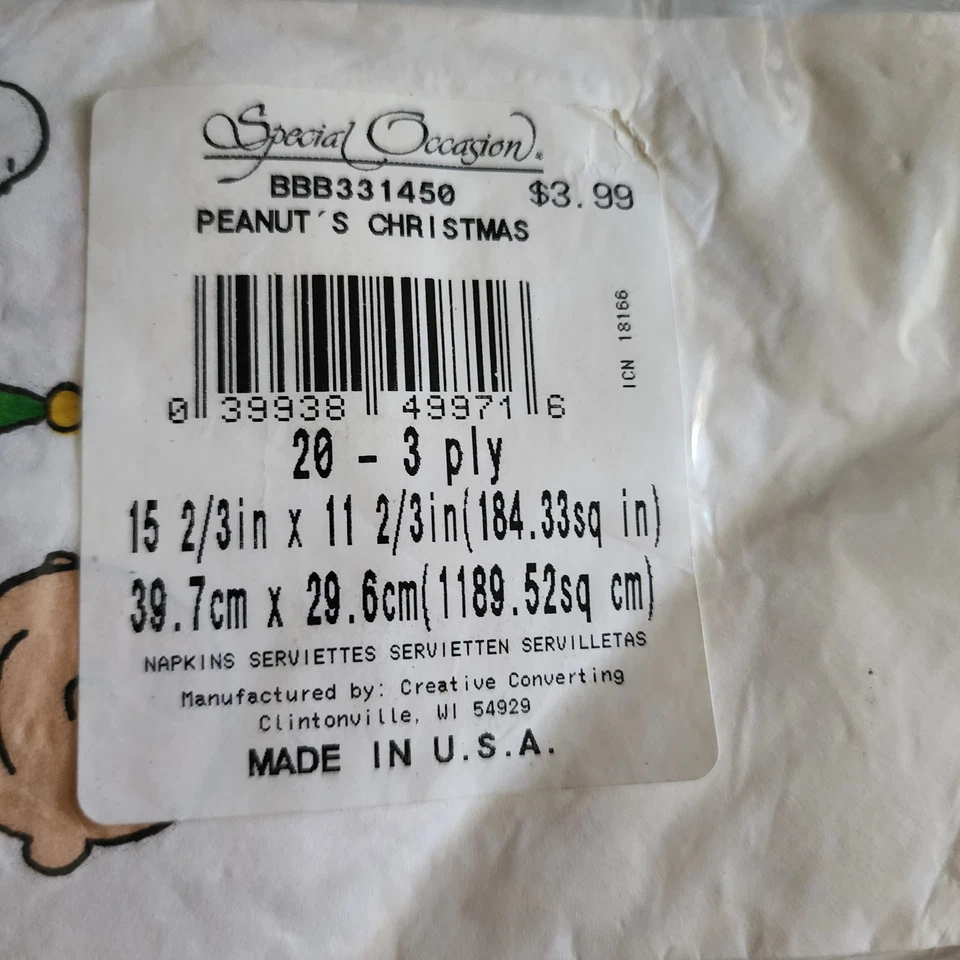 Special Occasion®
BBB331450 $3.99
PEANUT´S CHRISTMAS
ICN 18166
0 39938 49971 6
20 - 3 ply
15 2/3in x 11 2/3in(184.33sq in)
39.7cm x 29.6cm(1189.52sq cm)
NAPKINS SERVIETTES SERVIETTEN SERVILLETAS
Manufactured by: Creative Converting
Clintonville, WI 54929
MADE IN U.S.A.